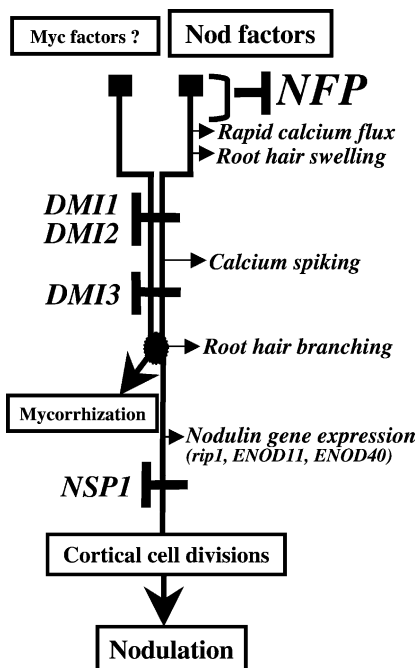 Myc factors ?
Nod factors
NFP
Rapid calcium flux
Root hair swelling
DMI1
DMI2
Calcium spiking
DMI3
Root hair branching
Mycorrhization
Nodulin gene expression
(rip1, ENOD11, ENOD40)
NSP1
Cortical cell divisions
Nodulation